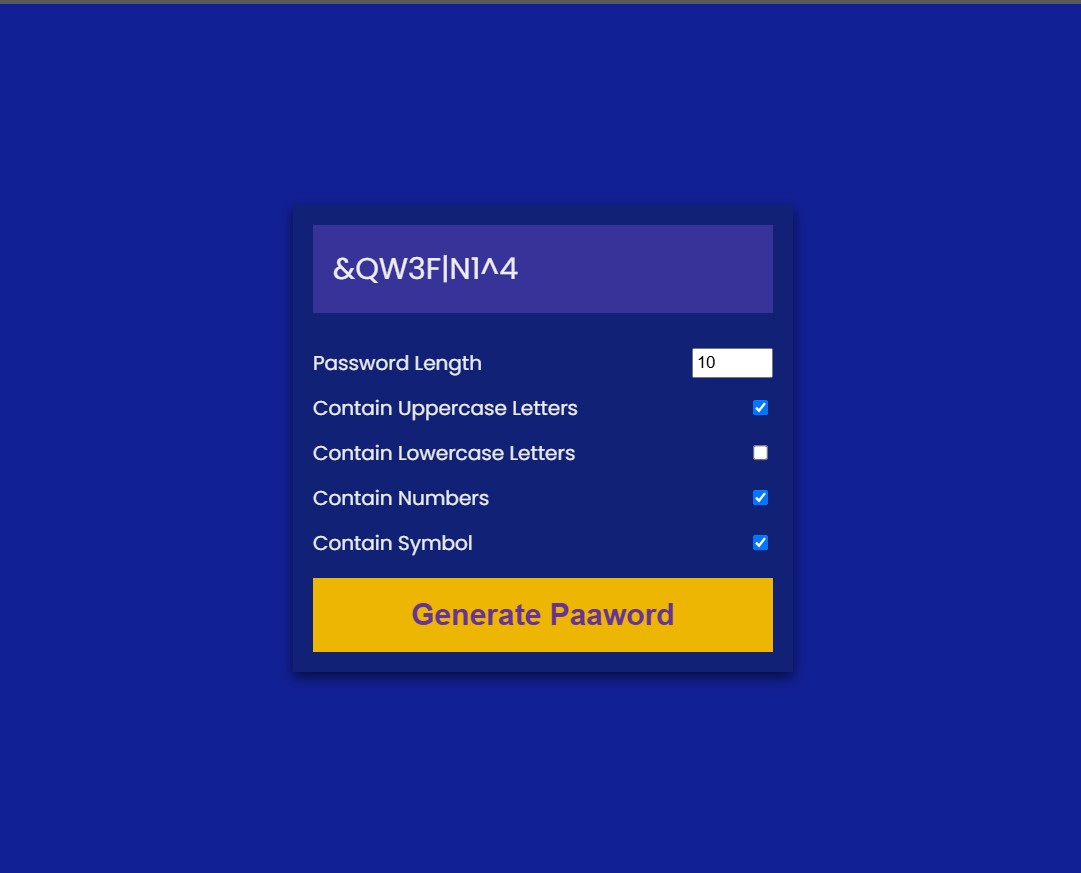 &QW3F|N1^4
Password Length 10
Contain Uppercase Letters
Contain Lowercase Letters
Contain Numbers
Contain Symbol
Generate Paaword